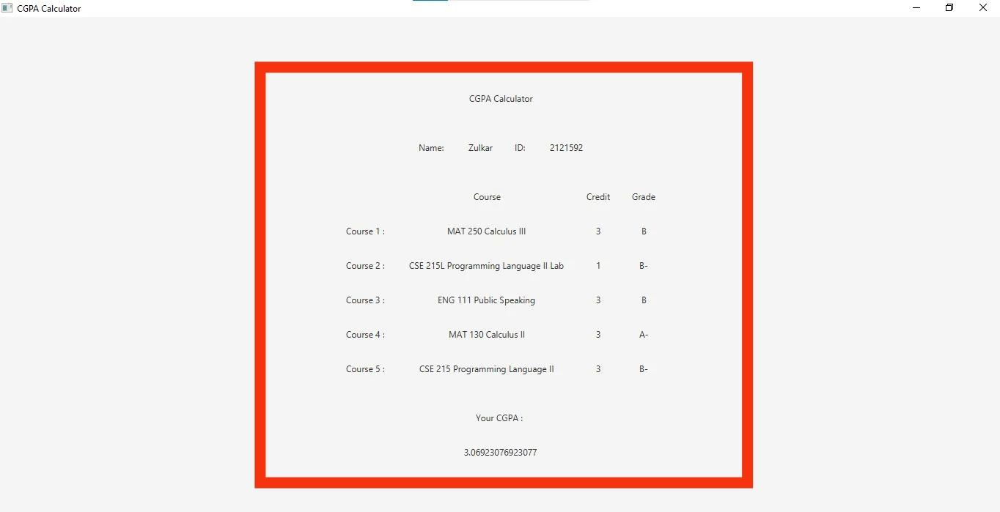 CGPA Calculator
CGPA Calculator
Name: Zulkar ID: 2121592
Course Credit Grade
Course 1 : MAT 250 Calculus III 3 B
Course 2 : CSE 215L Programming Language II Lab 1 B-
Course 3 : ENG 111 Public Speaking 3 B
Course 4 : MAT 130 Calculus II 3 A-
Course 5 : CSE 215 Programming Language II 3 B-
Your CGPA :
3.06923076923077